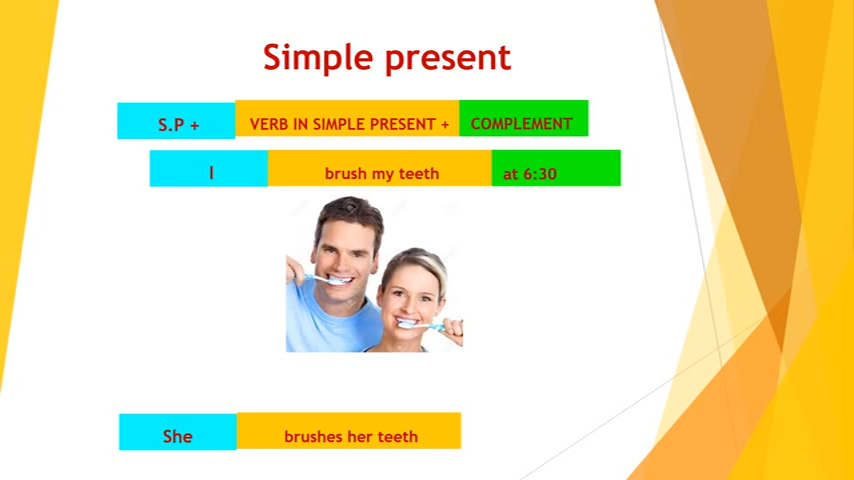 Simple present
S.P + VERB IN SIMPLE PRESENT + COMPLEMENT
I brush my teeth at 6:30
She brushes her teeth